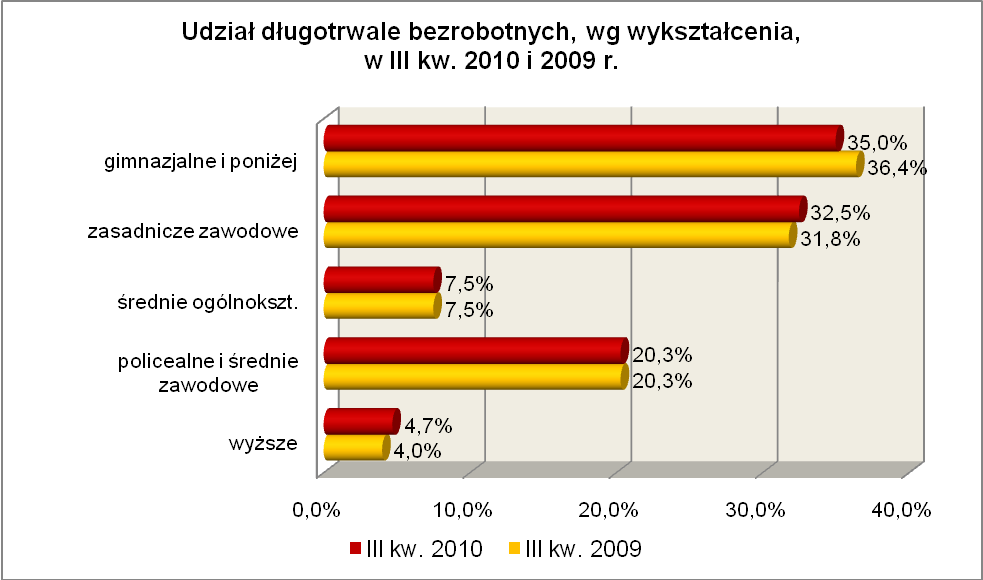 Udział długotrwale bezrobotnych, wg wykształcenia,
w III kw. 2010 i 2009 r.
gimnazjalne i poniżej
35,0%
36,4%
zasadnicze zawodowe
32,5%
31,8%
średnie ogólnokszt.
7,5%
7,5%
policealne i średnie
zawodowe
20,3%
20,3%
wyższe
4,7%
4,0%
0,0% 10,0% 20,0% 30,0% 40,0%
III kw. 2010 III kw. 2009